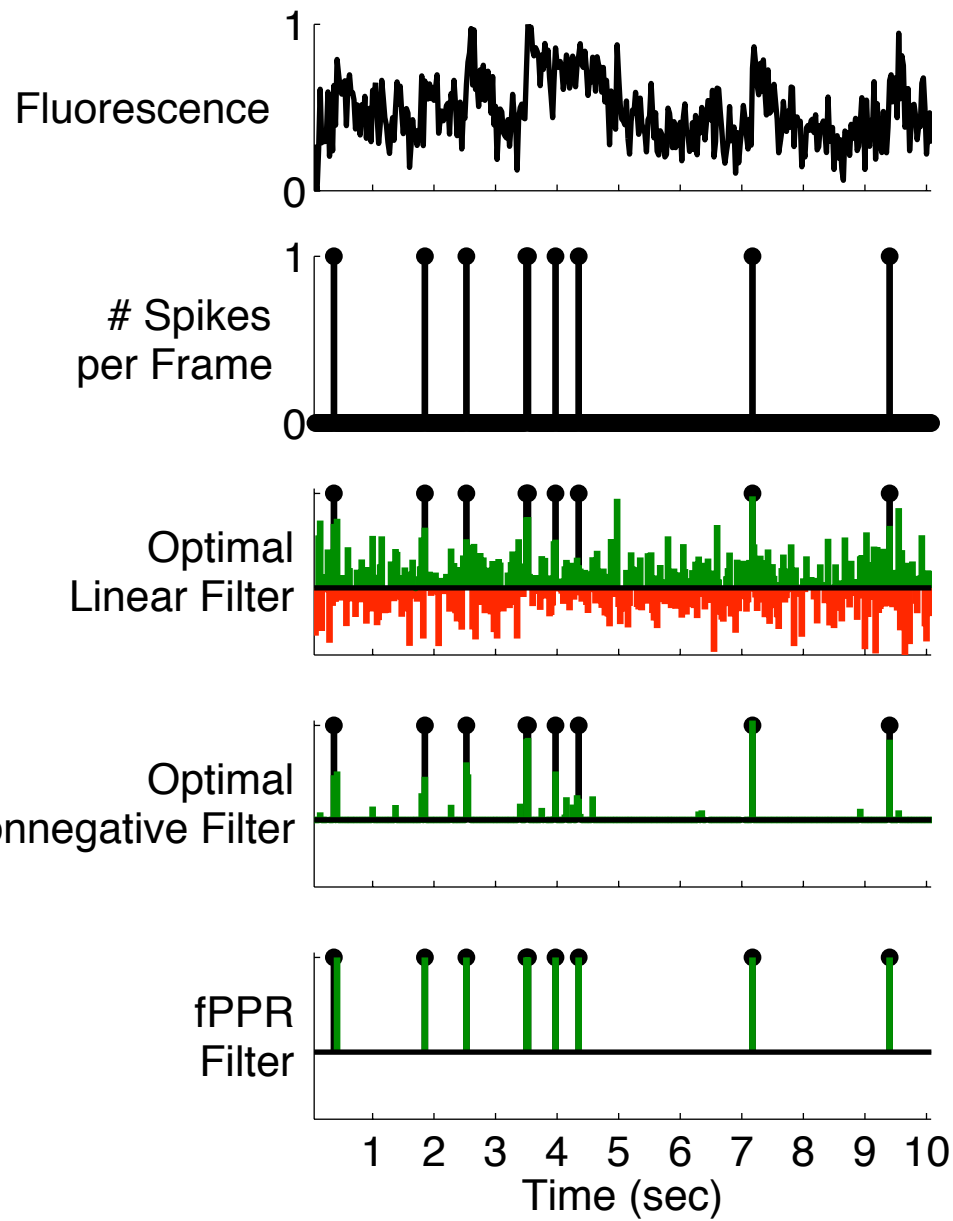 1
Fluorescence
0
1
# Spikes
per Frame
0
Optimal
Linear Filter
Optimal
onnegative Filter
fPPR
Filter
1 2 3 4 5 6 7 8 9 10
Time (sec)